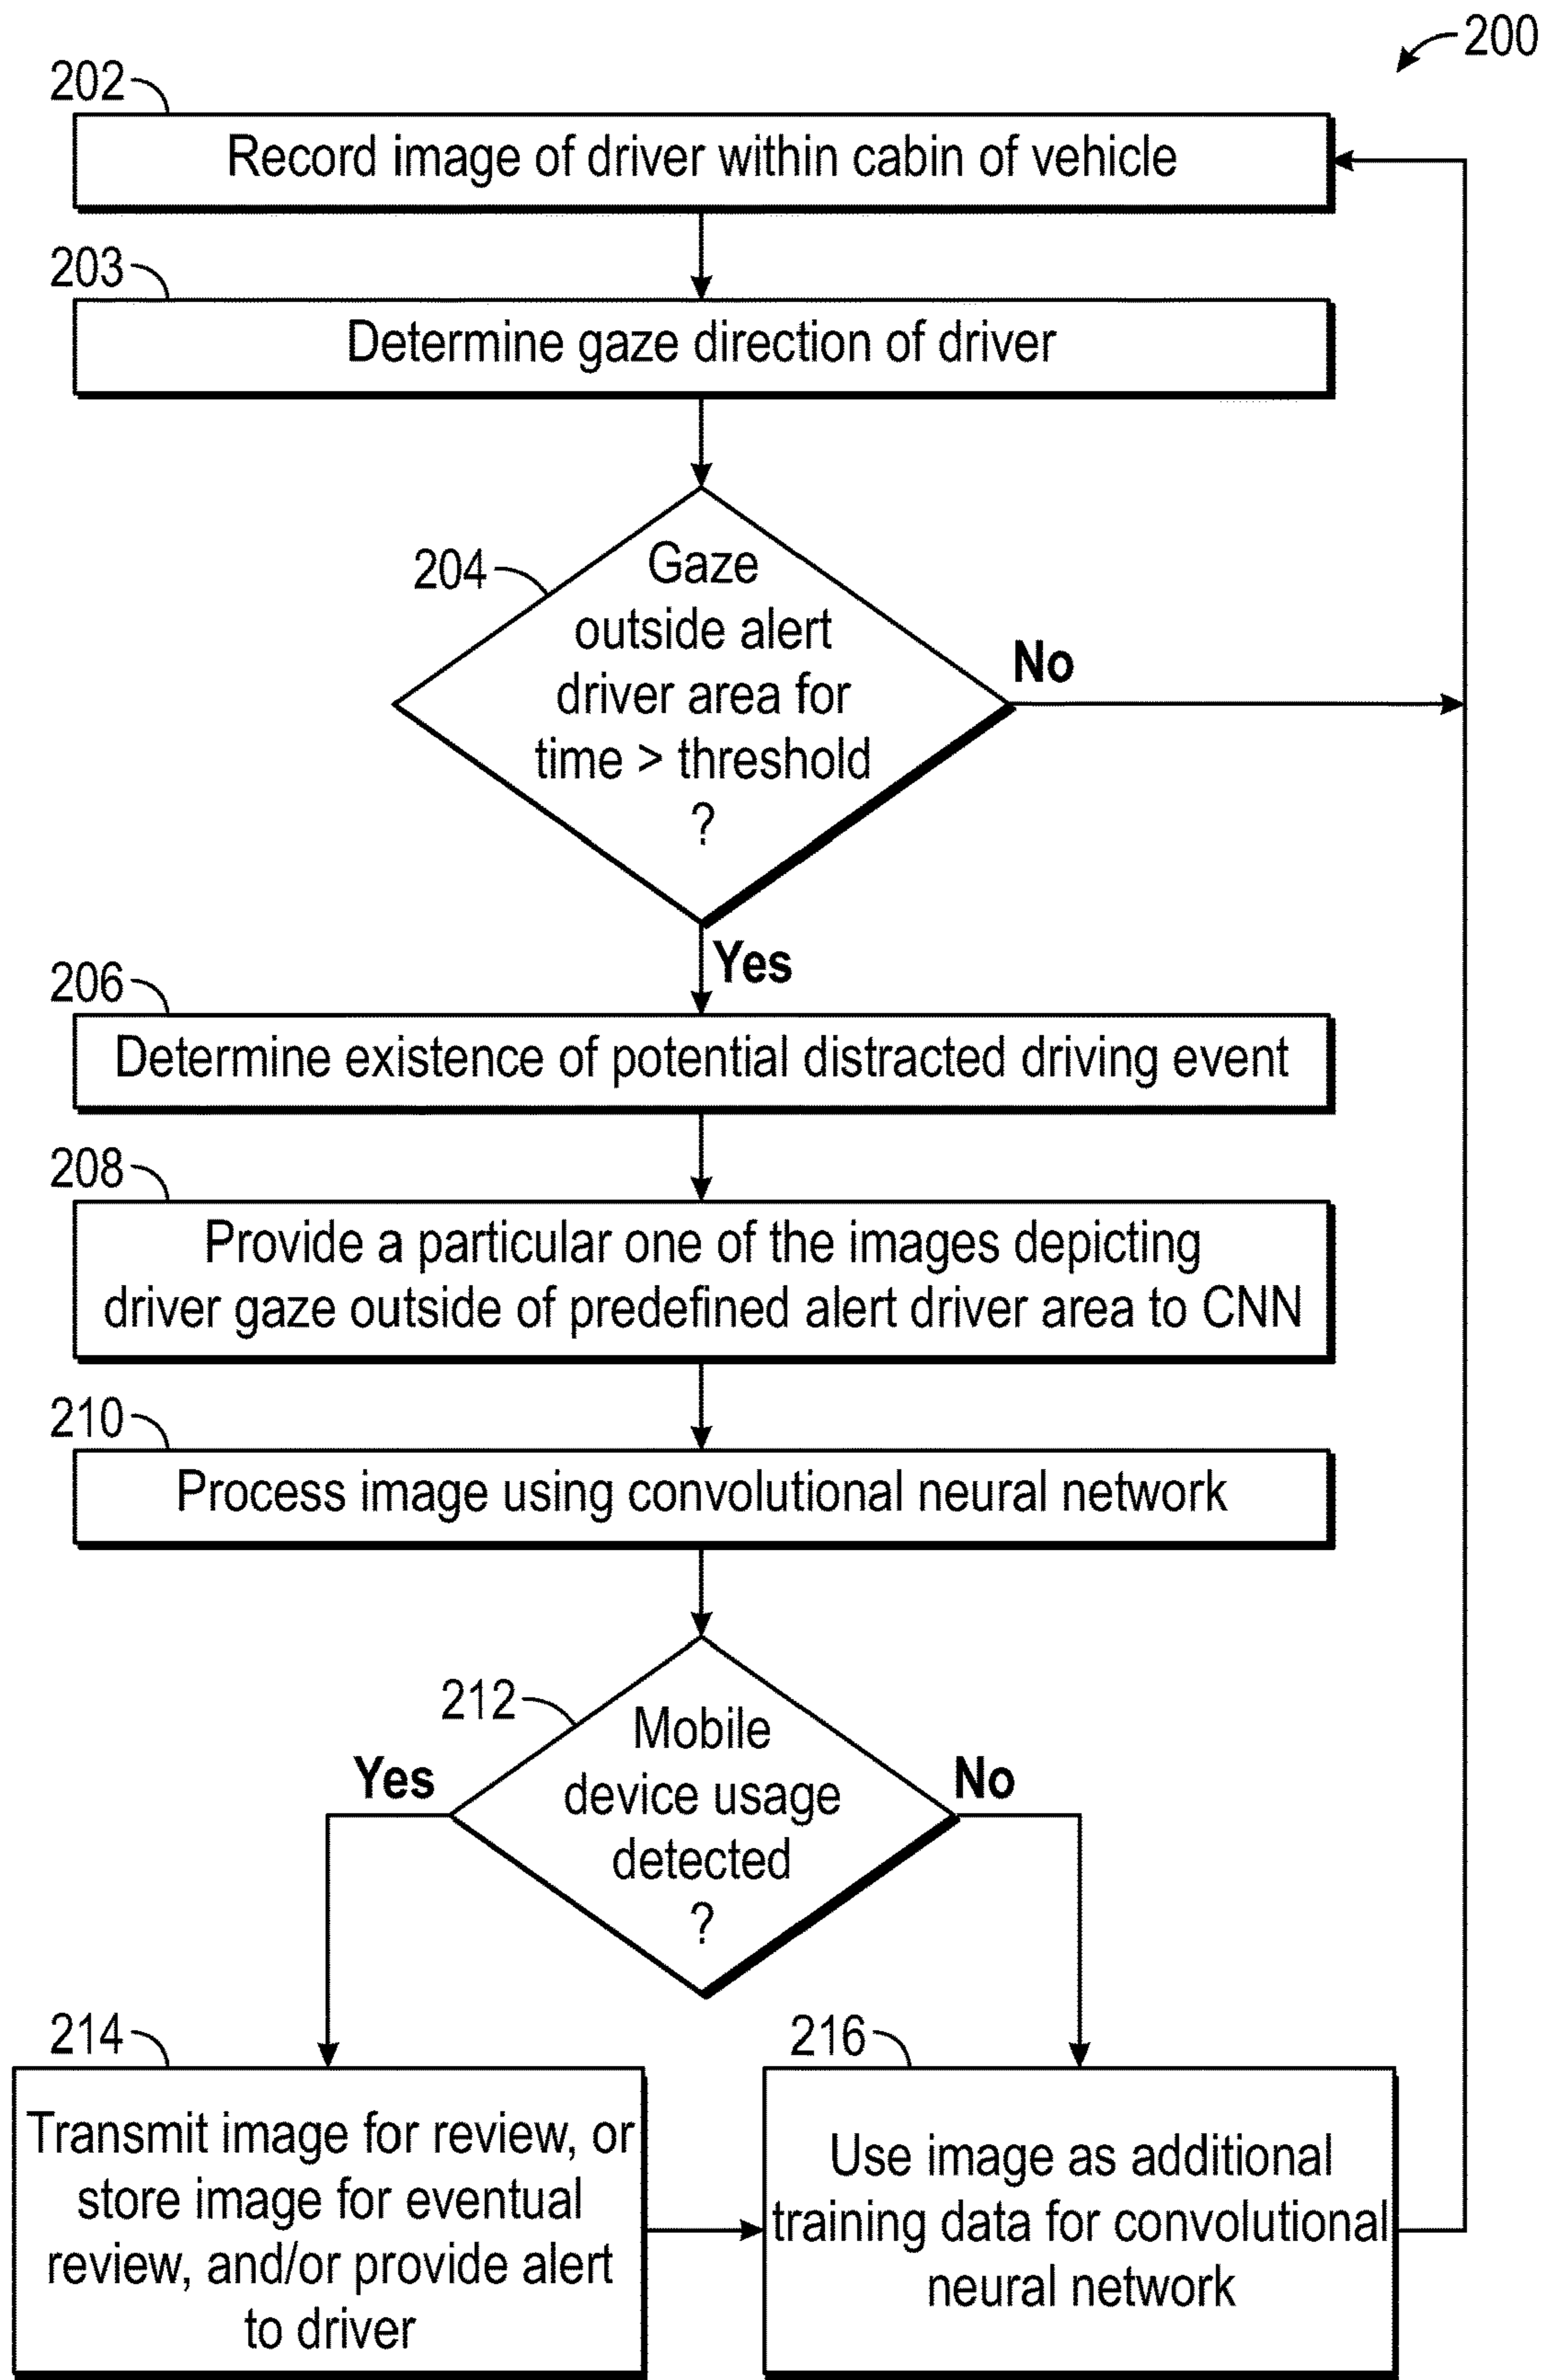 200
202
Record image of driver within cabin of vehicle
203
Determine gaze direction of driver
204
Gaze
outside alert
driver area for
time > threshold
?
No
Yes
206
Determine existence of potential distracted driving event
208
Provide a particular one of the images depicting
driver gaze outside of predefined alert driver area to CNN
210
Process image using convolutional neural network
212
Mobile
device usage
detected
?
Yes
No
214
Transmit image for review, or
store image for eventual
review, and/or provide alert
to driver
216
Use image as additional
training data for convolutional
neural network